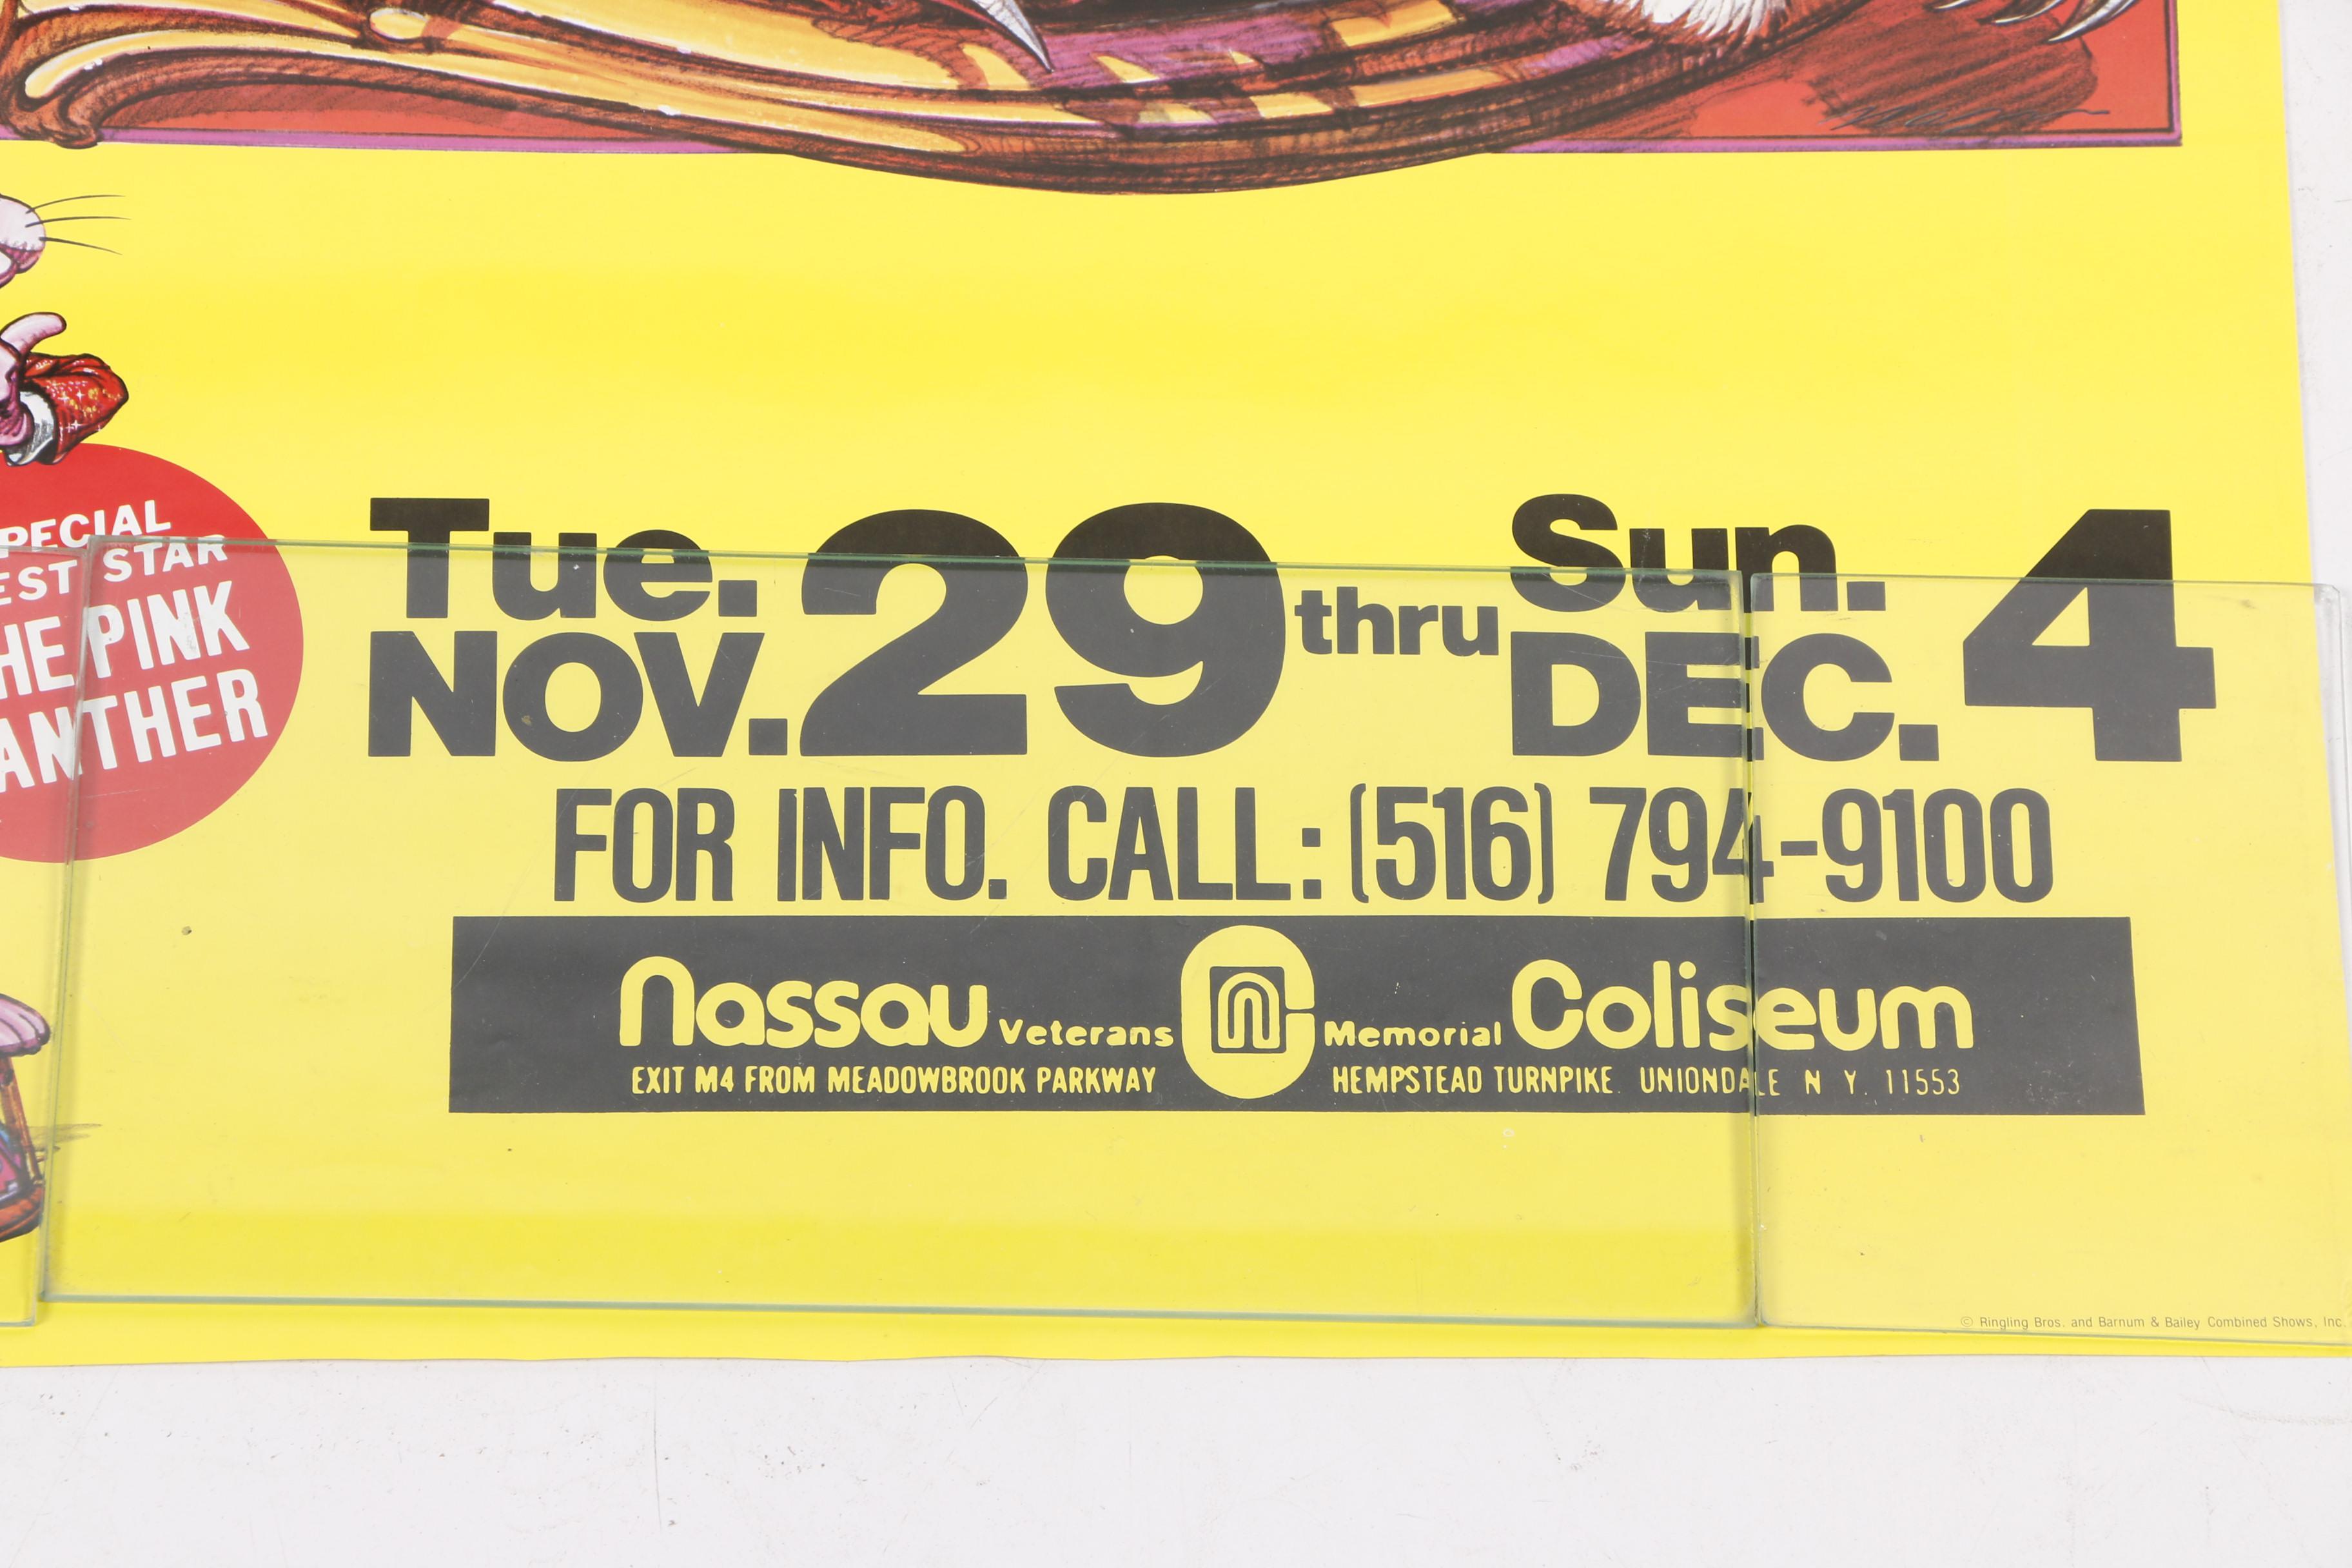 PECIAL
EST STAR
HE PINK
ANTHER
Tue. NOV. 29 thru Sun. DEC. 4
FOR INFO. CALL: (516) 794-9100
Nassau Veterans Memorial Coliseum
EXIT M4 FROM MEADOWBROOK PARKWAY HEMPSTEAD TURNPIKE. UNIONDALE N Y. 11553
© Ringling Bros. and Barnum & Bailey Combined Shows, Inc.